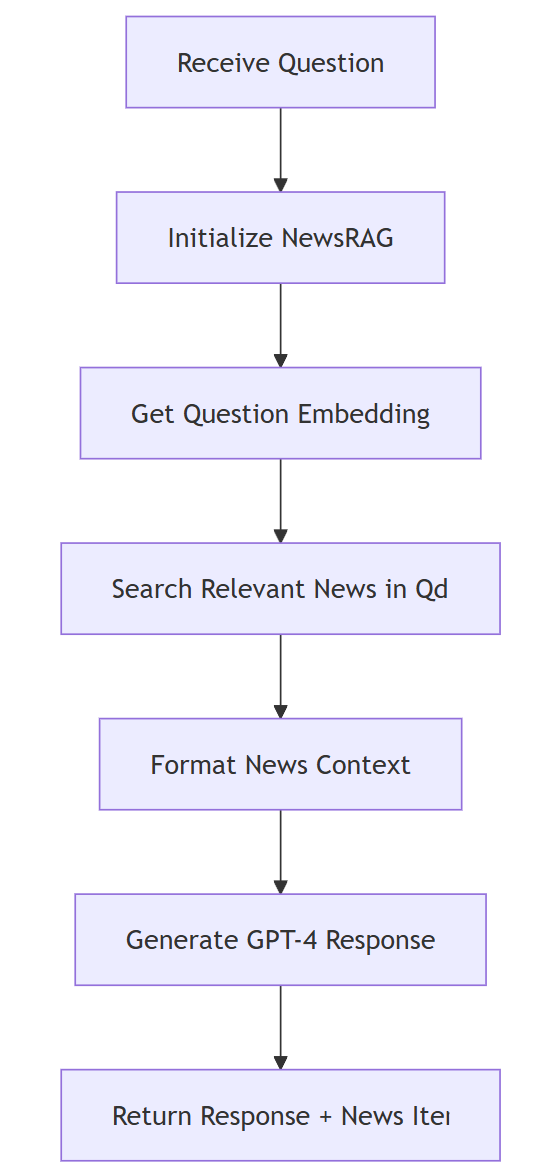 Receive Question
Initialize NewsRAG
Get Question Embedding
Search Relevant News in Qd
Format News Context
Generate GPT-4 Response
Return Response + News Iter